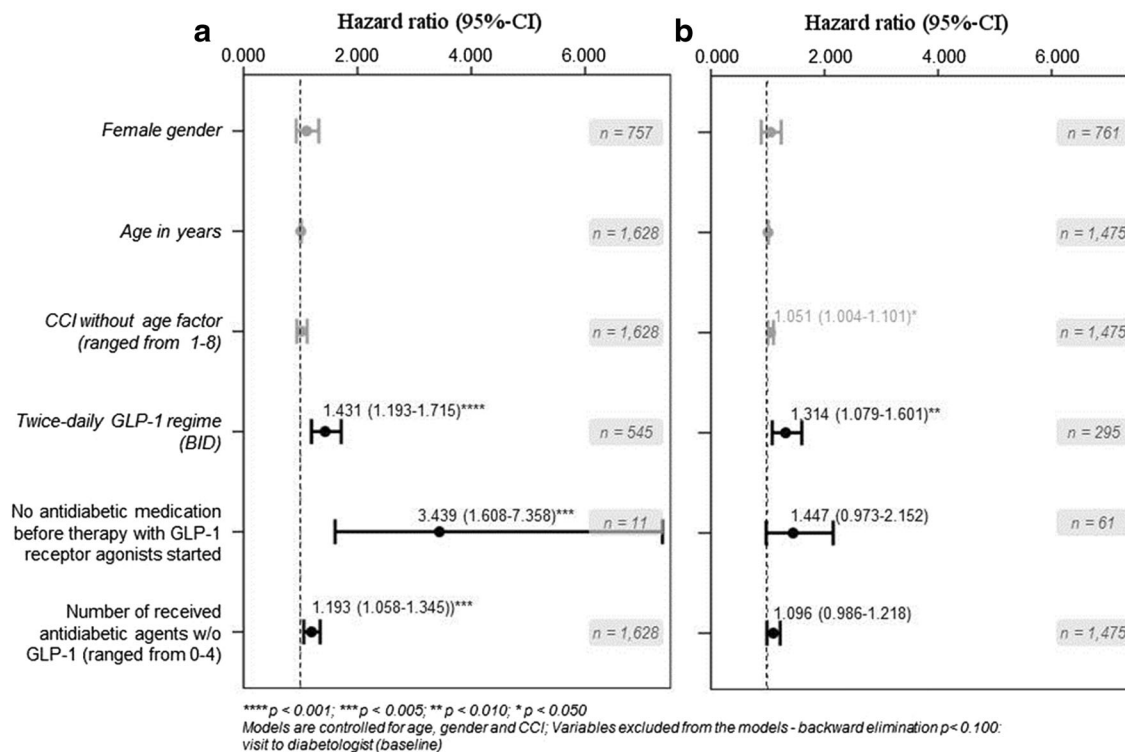 Hazard ratio (95%-CI)
a
0.000 2.000 4.000 6.000
Hazard ratio (95%-CI)
b
0.000 2.000 4.000 6.000
Female gender
n = 757
n = 761
Age in years
n = 1,628
n = 1,475
CCI without age factor
(ranged from 1-8)
n = 1,628
1.051 (1.004-1.101)*
n = 1,475
Twice-daily GLP-1 regime
(BID)
1.431 (1.193-1.715)****
n = 545
1.314 (1.079-1.601)**
n = 295
No antidiabetic medication
before therapy with GLP-1
receptor agonists started
3.439 (1.608-7.358)***
n = 11
1.447 (0.973-2.152)
n = 61
Number of received
antidiabetic agents w/o
GLP-1 (ranged from 0-4)
1.193 (1.058-1.345))***
n = 1,628
1.096 (0.986-1.218)
n = 1,475
****p < 0.001; ***p < 0.005; **p < 0.010; *p < 0.050
Models are controlled for age, gender and CCI; Variables excluded from the models - backward elimination p< 0.100:
visit to diabetologist (baseline)